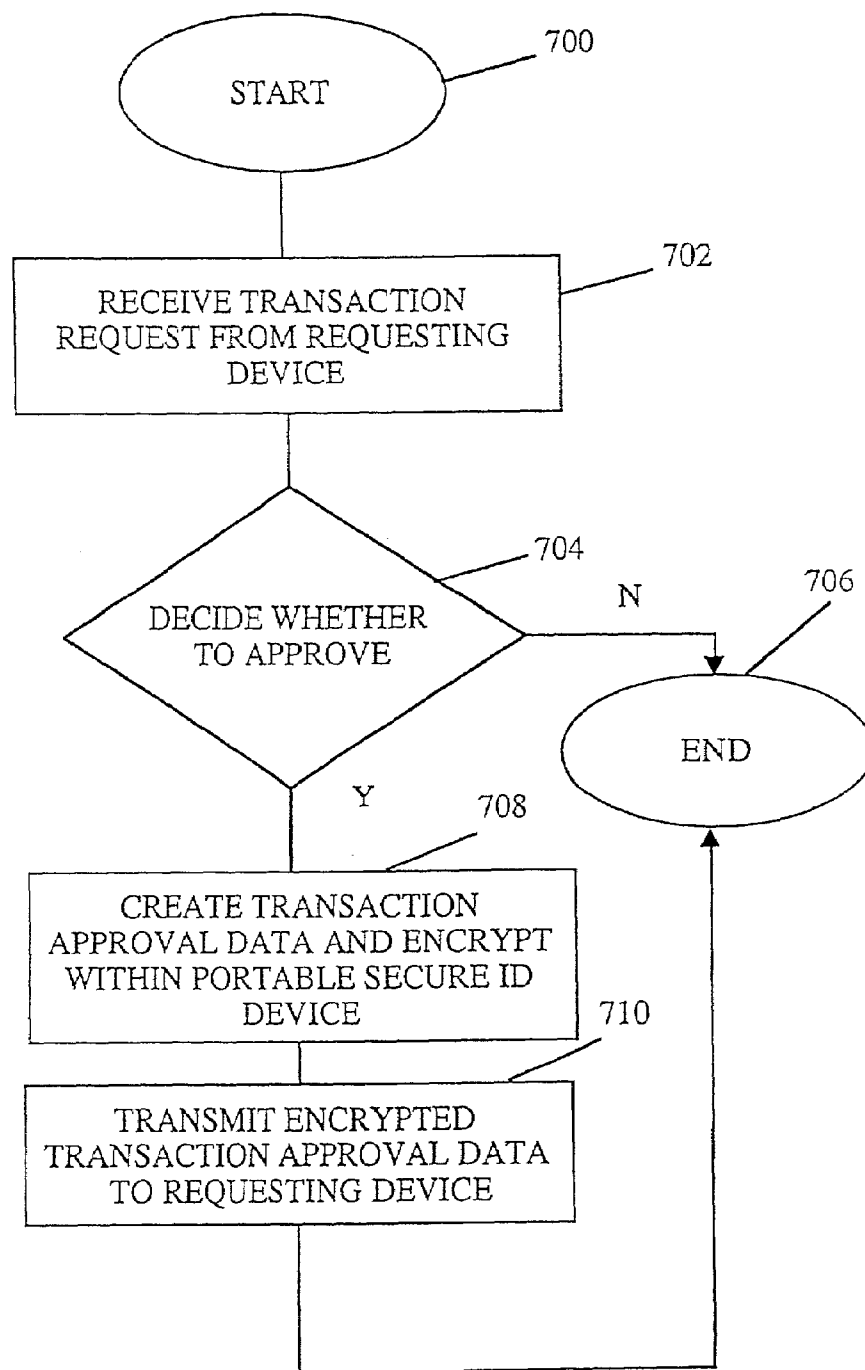 700
START
702
RECEIVE TRANSACTION
REQUEST FROM REQUESTING
DEVICE
704
DECIDE WHETHER
TO APPROVE
N
706
END
Y
708
CREATE TRANSACTION
APPROVAL DATA AND ENCRYPT
WITHIN PORTABLE SECURE ID
DEVICE
710
TRANSMIT ENCRYPTED
TRANSACTION APPROVAL DATA
TO REQUESTING DEVICE